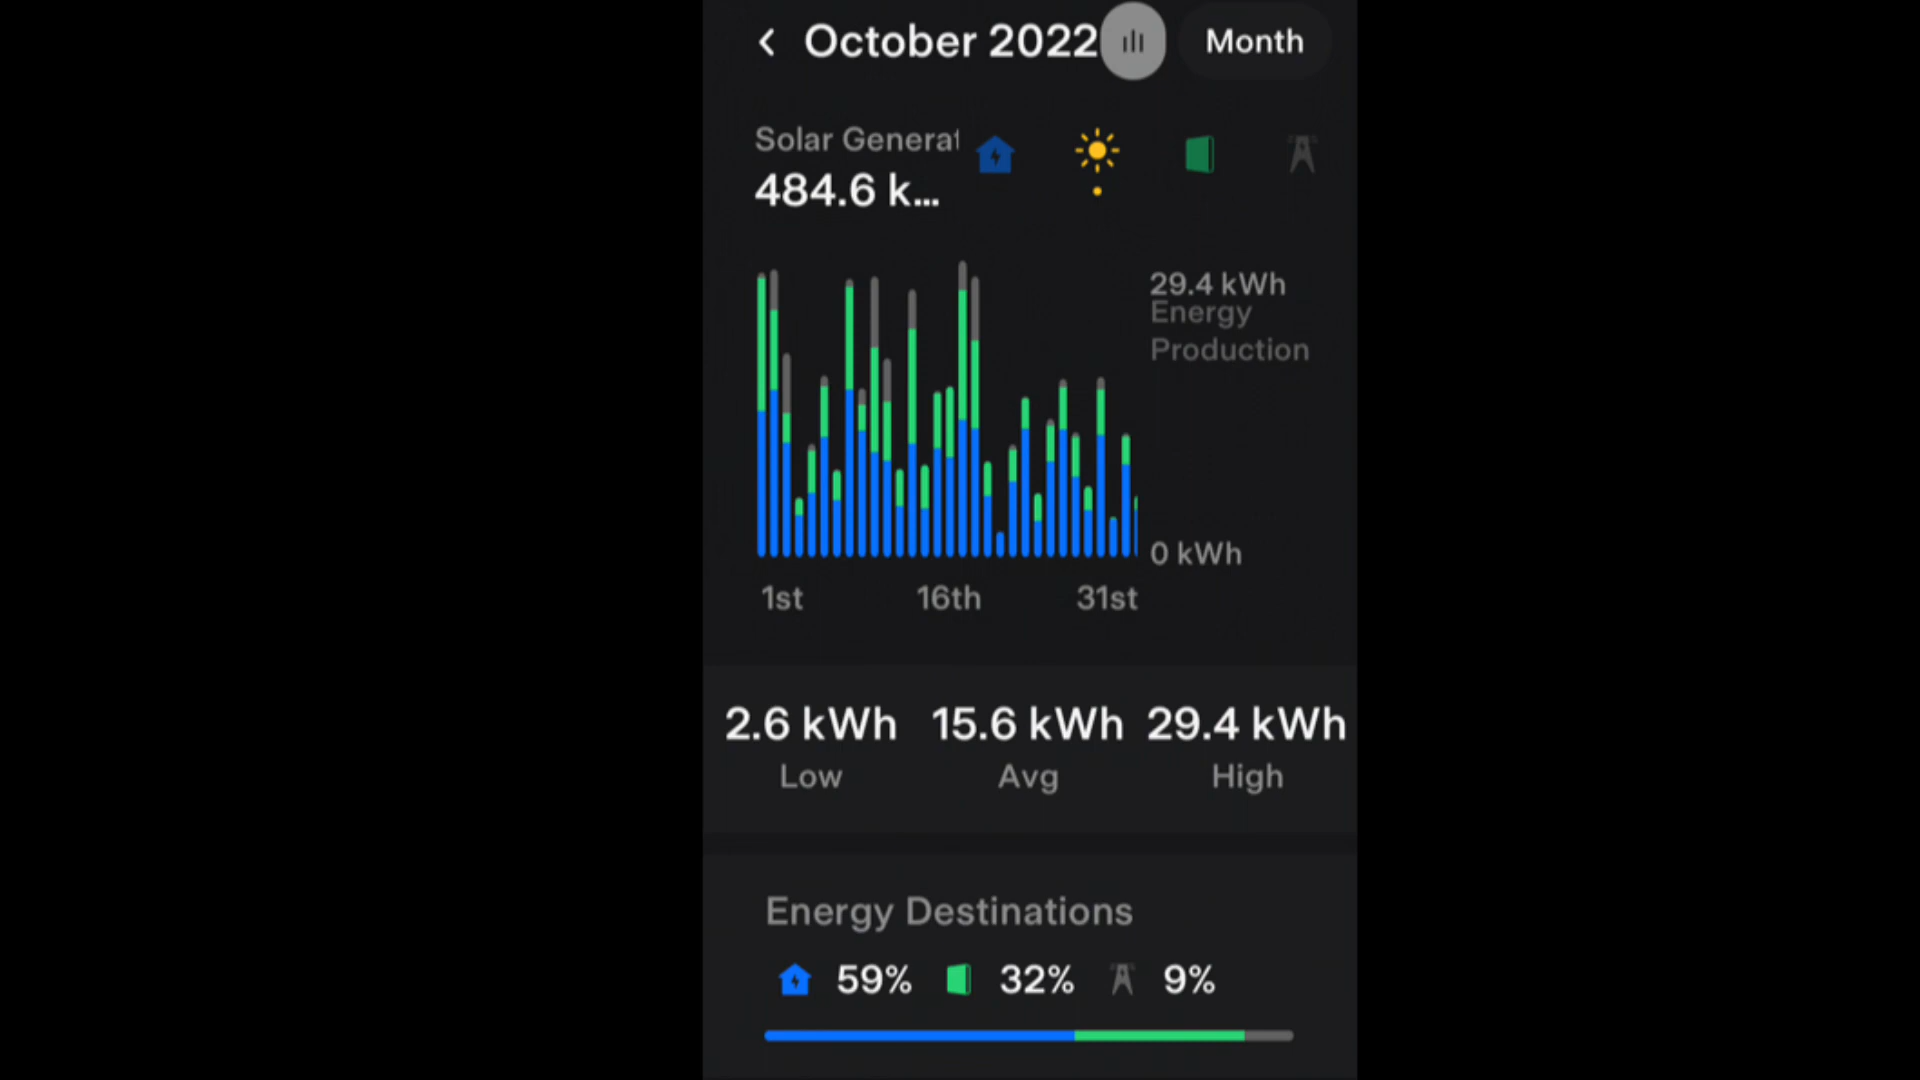 October 2022
Month
Solar Generat
484.6 k...
29.4 kWh
Energy
Production
0 kWh
1st 16th 31st
2.6 kWh 15.6 kWh 29.4 kWh
Low Avg High
Energy Destinations
59% 32% 9%